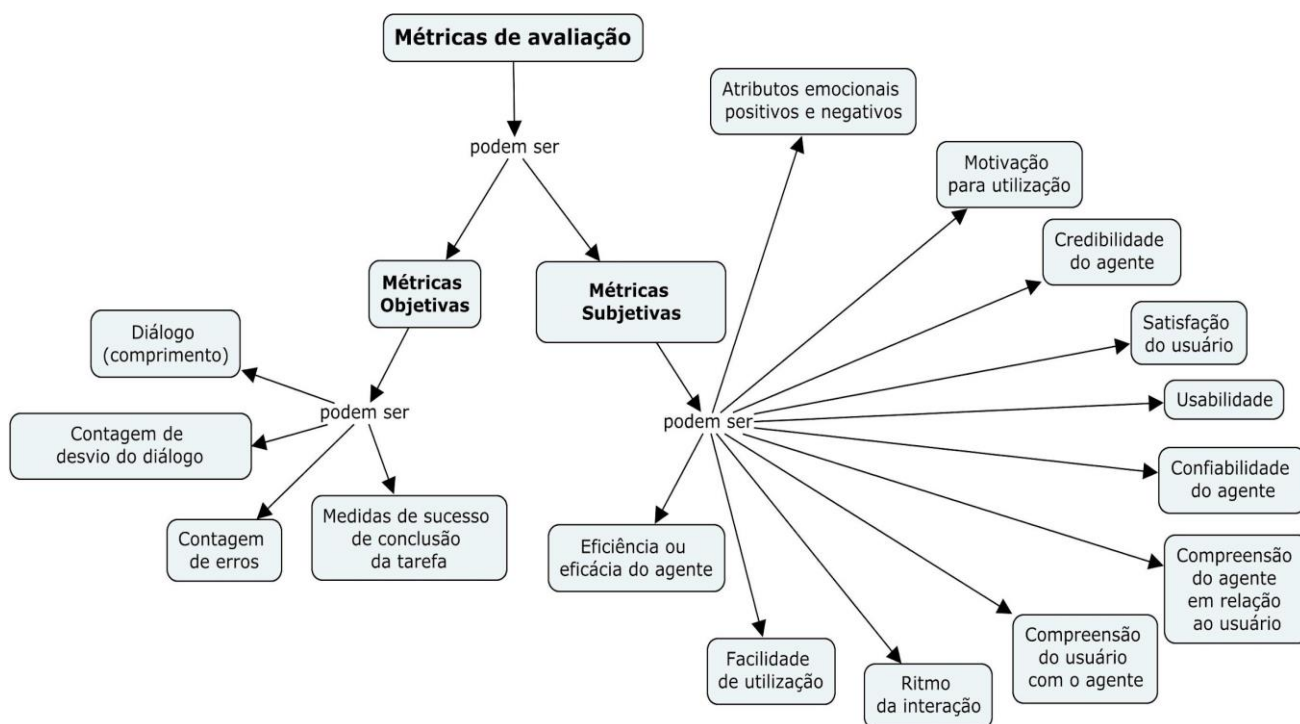 Métricas de avaliação
podem ser
Métricas
Objetivas
Métricas
Subjetivas
Diálogo
(comprimento)
podem ser
Contagem de
desvio do diálogo
Contagem
de erros
Medidas de sucesso
de conclusão
da tarefa
podem ser
Atributos emocionais
positivos e negativos
Motivação
para utilização
Credibilidade
do agente
Satisfação
do usuário
Usabilidade
Confiabilidade
do agente
Compreensão
do agente
em relação
ao usuário
Compreensão
do usuário
com o agente
Ritmo
da interação
Facilidade
de utilização
Eficiência ou
eficácia do agente